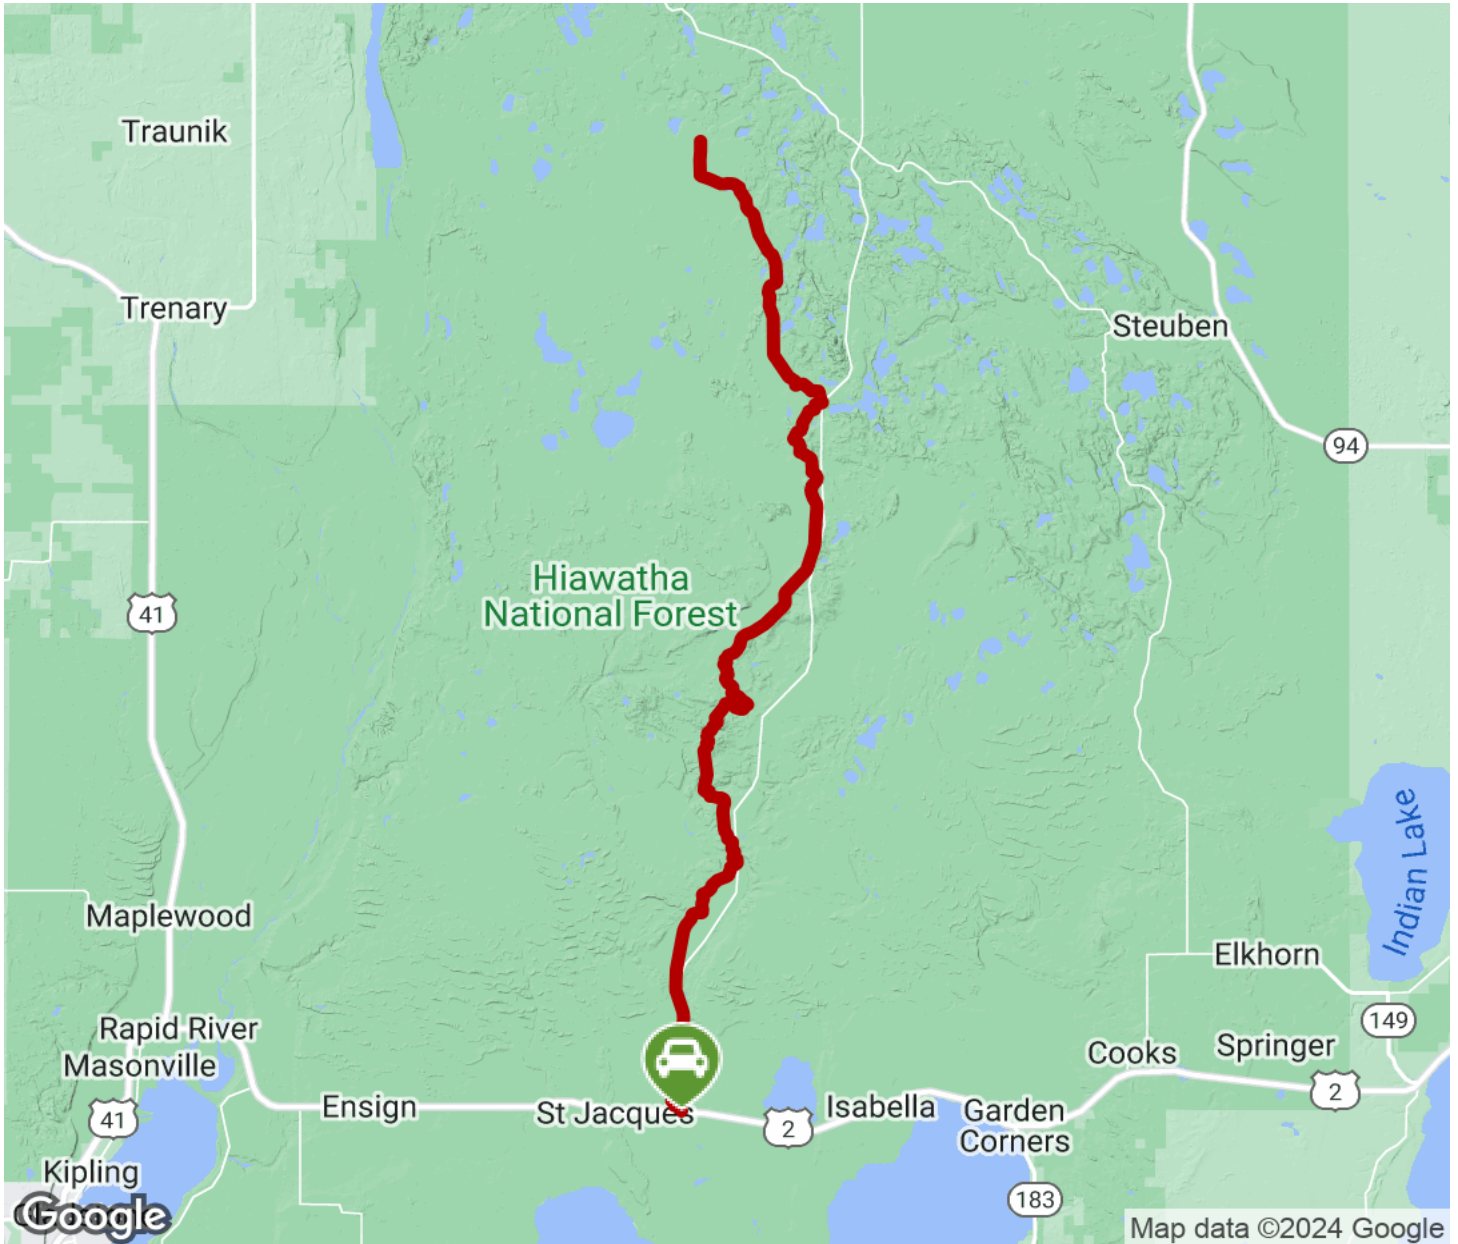 Traunik
Trenary
Steuben
94
Hiawatha
National Forest
41
Indian Lake
Maplewood
Elkhorn
Rapid River
149
Masonville
Cooks
Springer
2
41
Ensign
St Jacques
2
Isabella
Garden
Corners
Kipling
183
Google
Map data ©2024 Google